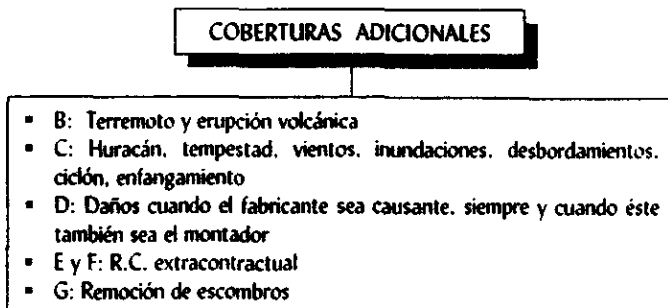 COBERTURAS ADICIONALES
▪ B: Terremoto y erupción volcánica
▪ C: Huracán, tempestad, vientos, inundaciones, desbordamientos,
ciclón, enfangamiento
▪ D: Daños cuando el fabricante sea causante, siempre y cuando éste
también sea el montador
▪ E y F: R.C. extracontractual
▪ G: Remoción de escombros